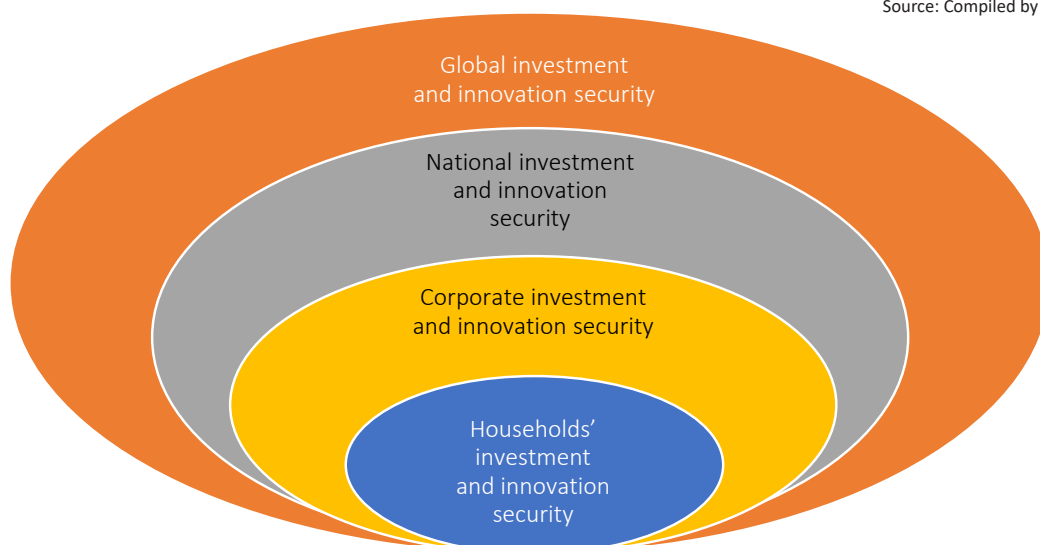 Source: Compiled by
Global investment
and innovation security
National investment
and innovation
security
Corporate investment
and innovation security
Households’
investment
and innovation
security